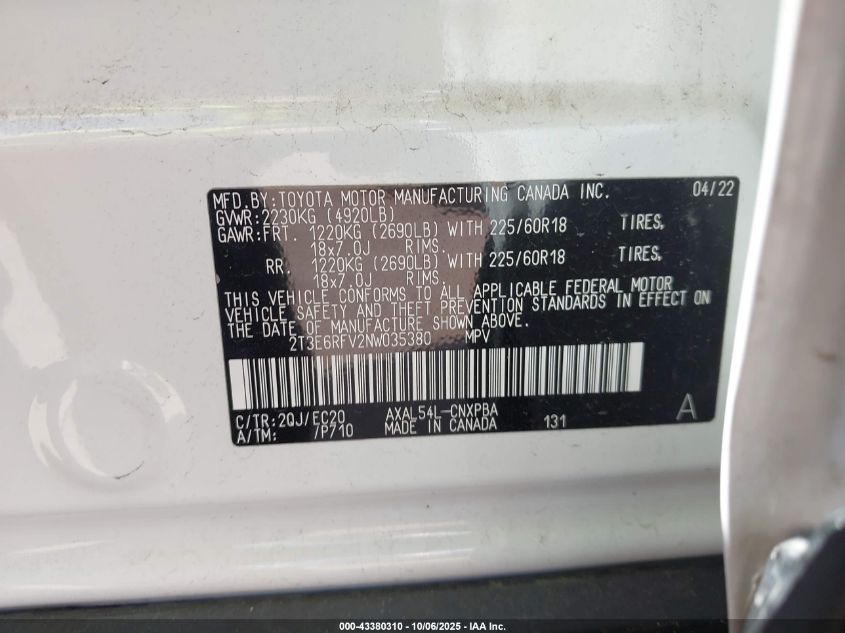 MFD.BY:TOYOTA MOTOR MANUFACTURING CANADA INC. 04/22
GVWR:2230KG (4920LB)
GAWR:FRT. 1220KG (2690LB) WITH 225/60R18 TIRES,
18x7.0J RIMS.
RR. 1220KG (2690LB) WITH 225/60R18 TIRES,
18x7.0J RIMS.
THIS VEHICLE CONFORMS TO ALL APPLICABLE FEDERAL MOTOR
VEHICLE SAFETY AND THEFT PREVENTION STANDARDS IN EFFECT ON
THE DATE OF MANUFACTURE SHOWN ABOVE.
2T3E6RFV2NW035380 MPV
C/TR:2QJ/EC20 AXAL54L-CNXPBA A
A/TM: /P710 MADE IN CANADA 131
000-43380310 - 10/06/2025 - IAA Inc.